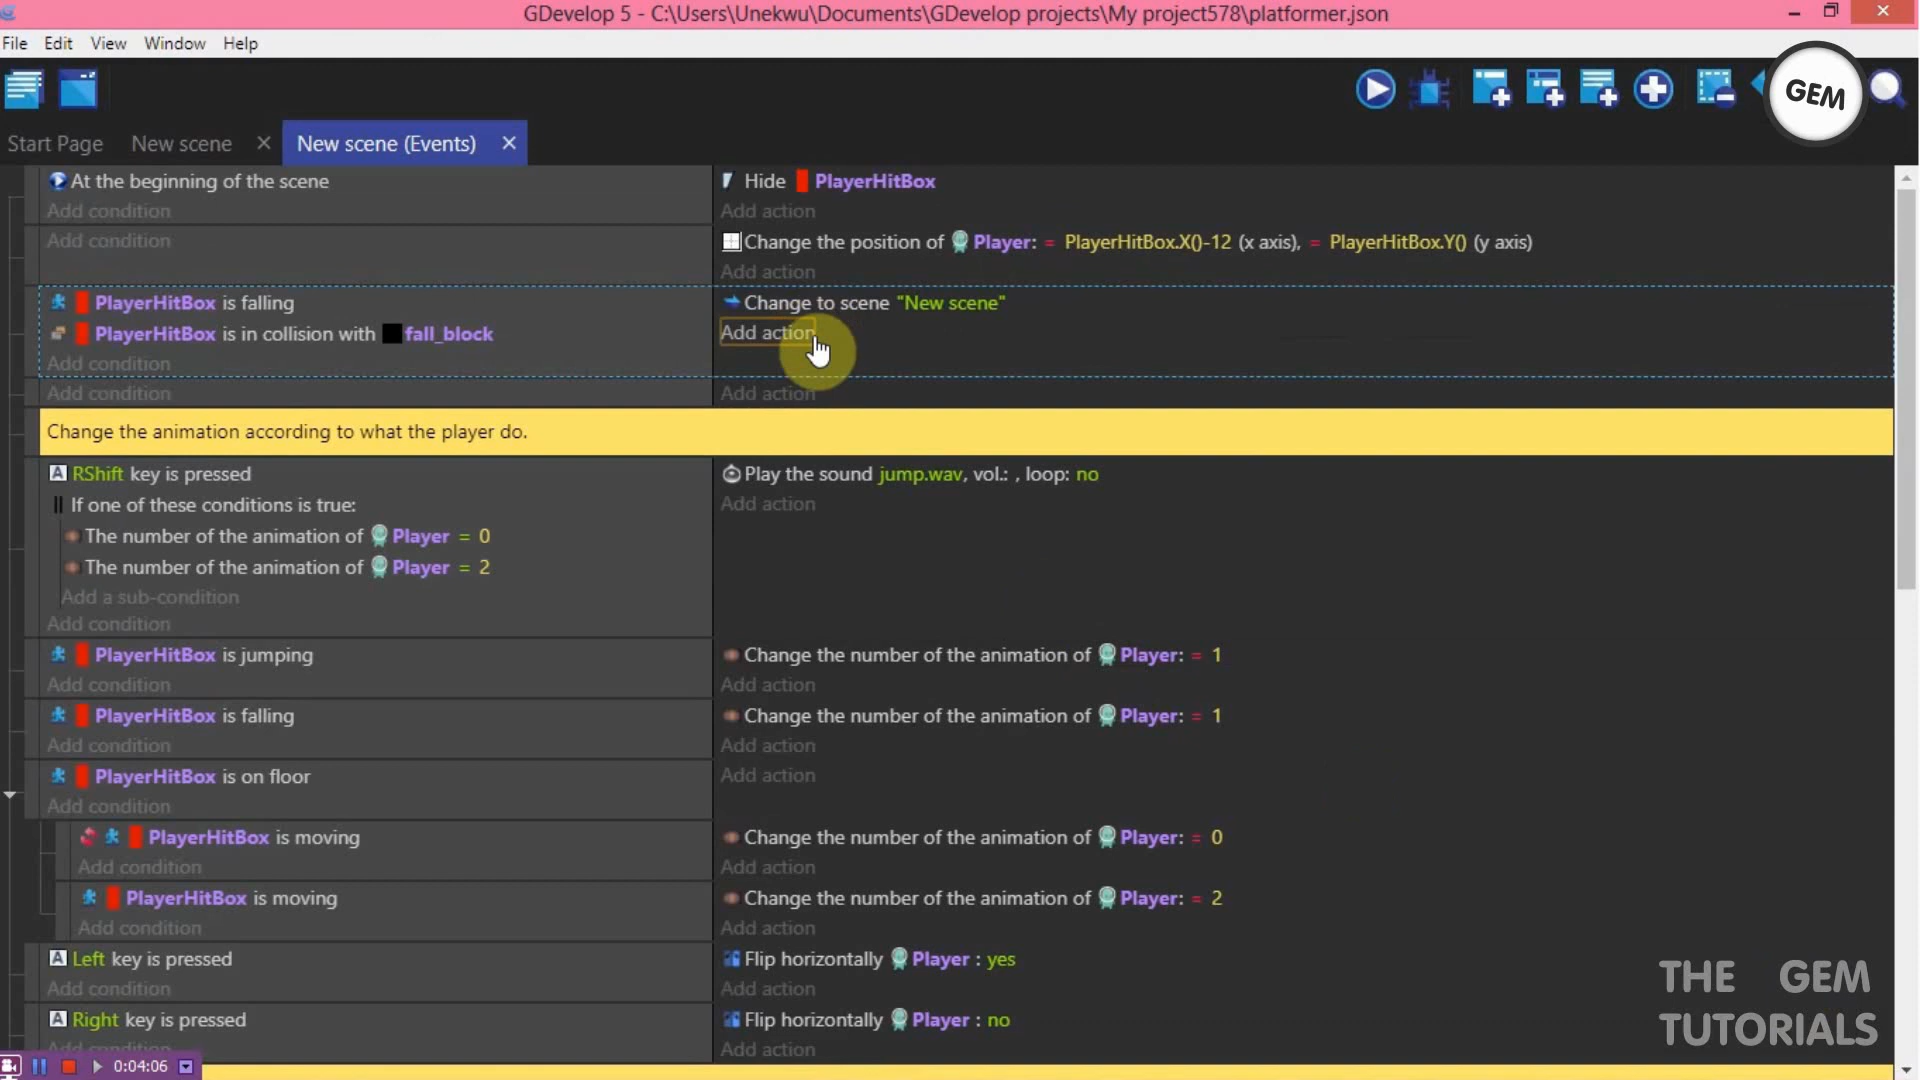 GDevelop 5 - C:\Users\Unekwu\Documents\GDevelop projects\My project578\platformer.json
File Edit View Window Help
GEM
Start Page New scene New scene (Events)
At the beginning of the scene
Hide PlayerHitBox
Add condition
Add action
Add condition
Change the position of Player: = PlayerHitBox.X()-12 (x axis), = PlayerHitBox.Y() (y axis)
Add action
PlayerHitBox is falling
Change to scene "New scene"
PlayerHitBox is in collision with fall_block
Add action
Add condition
Add condition
Add action
Change the animation according to what the player do.
RShift key is pressed
Play the sound jump.wav, vol.: , loop: no
If one of these conditions is true:
Add action
The number of the animation of Player = 0
The number of the animation of Player = 2
Add a sub-condition
Add condition
PlayerHitBox is jumping
Change the number of the animation of Player: = 1
Add condition
Add action
PlayerHitBox is falling
Change the number of the animation of Player: = 1
Add condition
Add action
PlayerHitBox is on floor
Add action
Add condition
PlayerHitBox is moving
Change the number of the animation of Player: = 0
Add condition
Add action
PlayerHitBox is moving
Change the number of the animation of Player: = 2
Add condition
Add action
Left key is pressed
Flip horizontally Player : yes
Add condition
Add action
Right key is pressed
Flip horizontally Player : no
Add condition
Add action
THE GEM
TUTORIALS
0:04:06